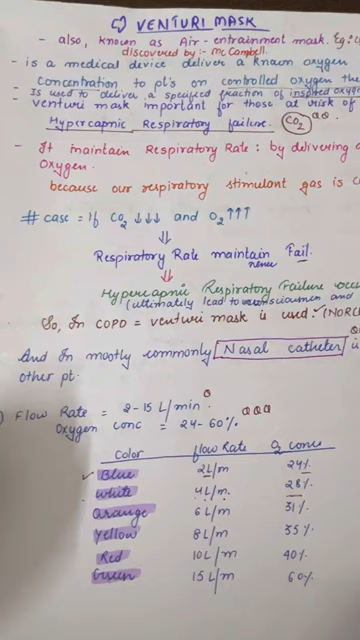 c) VENTURI MASK
- also, known as Air-entrainment mask. Eg:
discovered by:- Mc Campbell.
- is a medical device deliver a known oxygen
Concentration to pt's on controlled oxygen the
- Is used to deliver a specified fraction of inspired oxygen
- venturi mask important for those at risk of
Hypercapnic Respiratory failure. CO2
- It maintain Respiratory Rate: by delivering
Oxygen.
because our respiratory stimulant gas is
# case = If CO2 ↓↓↓ and O2 ↑↑↑
⇓
Respiratory Rate maintain Fail.
never
⇓
Hypercapnic Respiratory Failure
(ultimately lead to and
So, In COPD = venturi mask is used: (NORC
And In mostly commonly Nasal catheter
other pt.
) FLOW Rate = 2-15 L/min
Oxygen conc = 24-60%.
Color flow Rate O2 conc
✓ Blue 2L/m 24%
White 4L/m 28%
Orange 6 L/m 31%
Yellow 8L/m 35%
Red 10L/m 40%
Green 15 L/m 60%